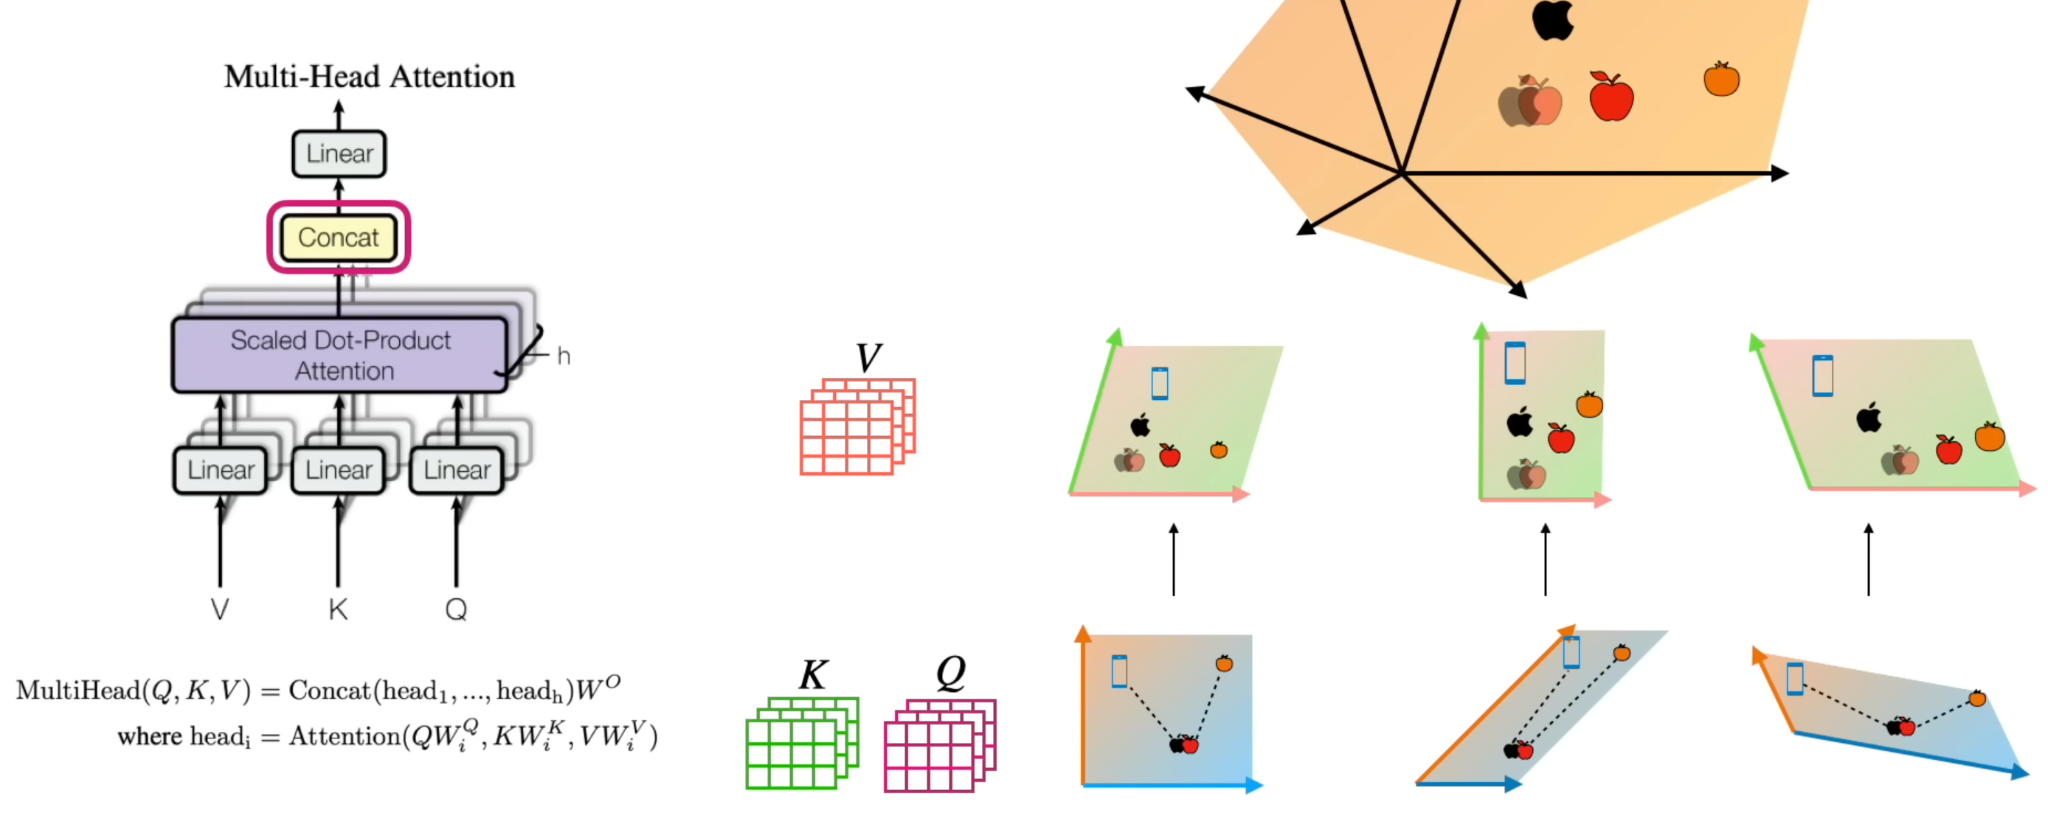 Multi-Head Attention
Linear
Concat
Scaled Dot-Product
Attention
h
Linear Linear Linear
V K Q
MultiHead(Q, K, V) = Concat(head₁, ..., headₕ)Wᴼ
where headᵢ = Attention(QWᵢ^Q, KWᵢ^K, VWᵢ^V)
V
K Q